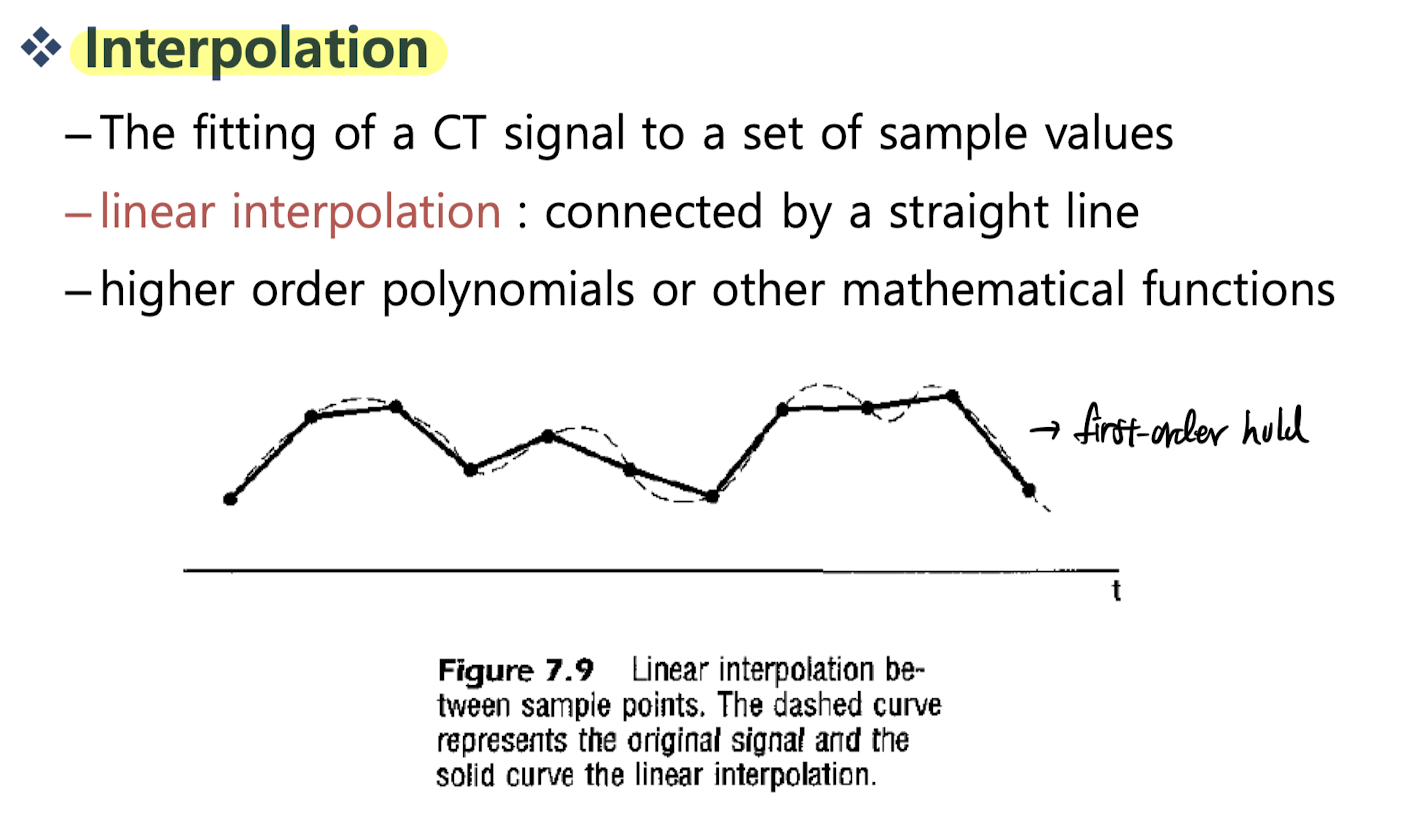 ❖ Interpolation
– The fitting of a CT signal to a set of sample values
– linear interpolation : connected by a straight line
– higher order polynomials or other mathematical functions
→ first-order hold
t
Figure 7.9 Linear interpolation be-
tween sample points. The dashed curve
represents the original signal and the
solid curve the linear interpolation.